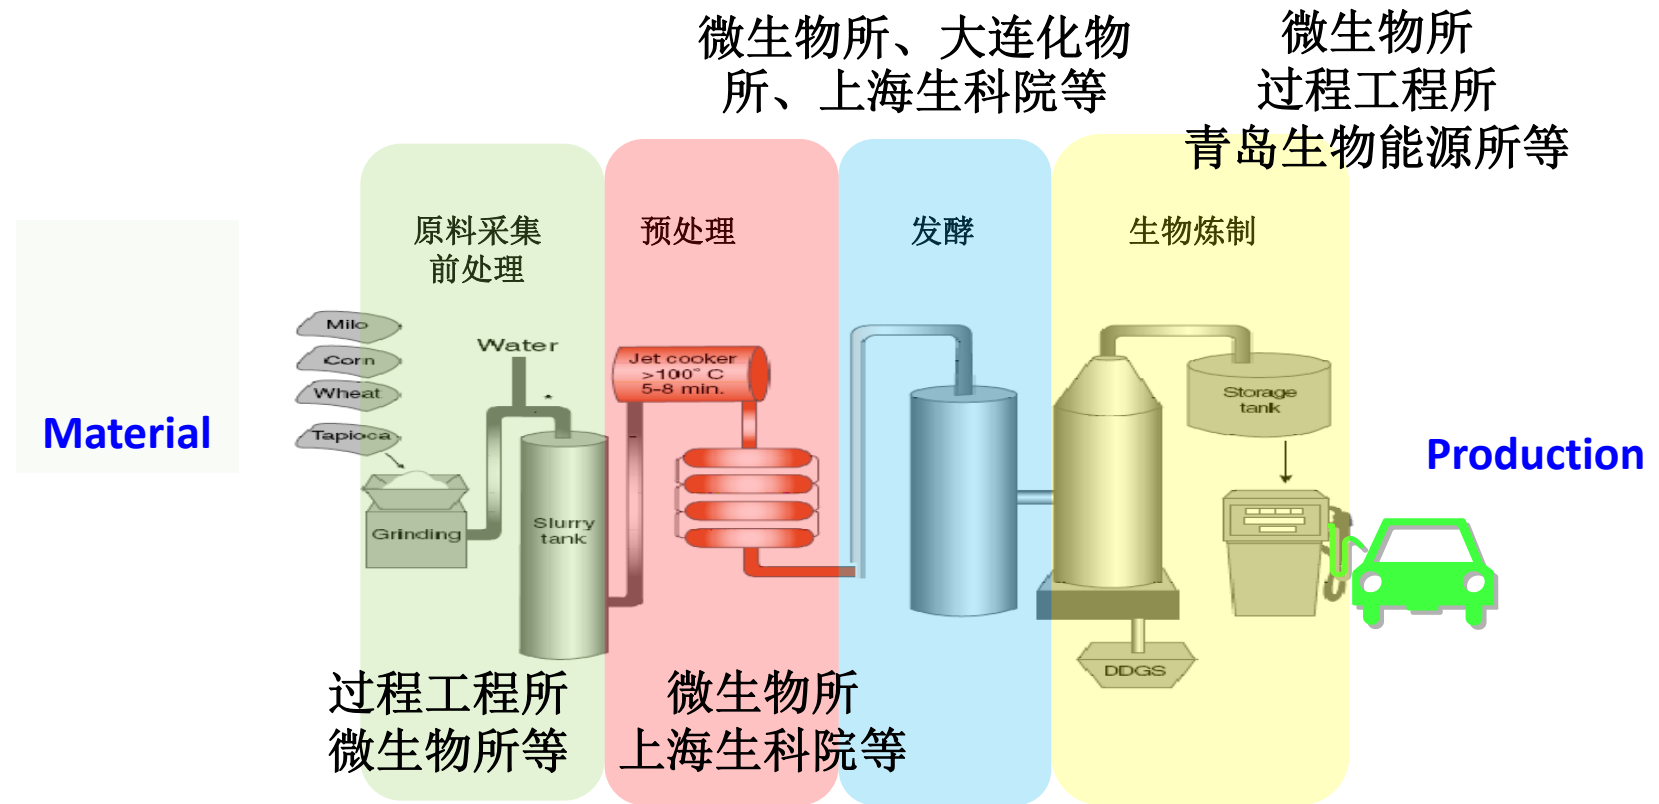 微生物所、大连化物
所、上海生科院等
微生物所
过程工程所
青岛生物能源所等
原料采集
前处理
预处理
发酵
生物炼制
Milo
Corn
Wheat
Tapioca
Water
Jet cooker
>100° C
5-8 min.
Storage
tank
Material
Production
Grinding
Slurry
tank
DDGS
过程工程所
微生物所等
微生物所
上海生科院等